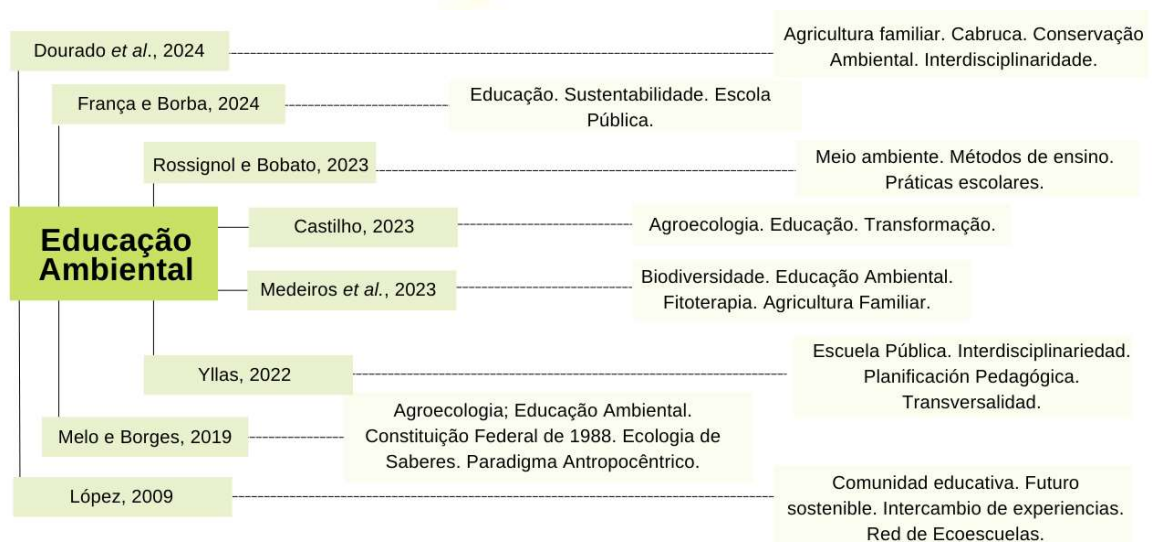 Dourado et al., 2024
Agricultura familiar. Cabruca. Conservação
Ambiental. Interdisciplinaridade.
França e Borba, 2024
Educação. Sustentabilidade. Escola
Pública.
Rossignol e Bobato, 2023
Meio ambiente. Métodos de ensino.
Práticas escolares.
Educação
Ambiental
Castilho, 2023
Agroecologia. Educação. Transformação.
Medeiros et al., 2023
Biodiversidade. Educação Ambiental.
Fitoterapia. Agricultura Familiar.
Yllas, 2022
Escuela Pública. Interdisciplinariedad.
Planificación Pedagógica.
Transversalidad.
Melo e Borges, 2019
Agroecologia; Educação Ambiental.
Constituição Federal de 1988. Ecologia de
Saberes. Paradigma Antropocêntrico.
López, 2009
Comunidad educativa. Futuro
sostenible. Intercambio de experiencias.
Red de Ecoescuelas.